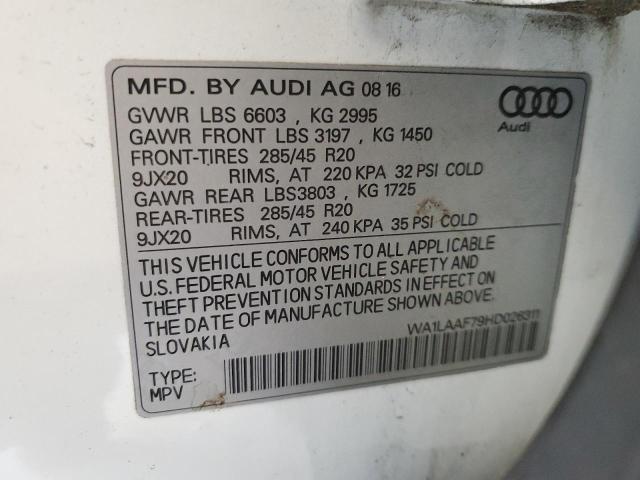 MFD. BY AUDI AG 08 16
GVWR LBS 6603 , KG 2995
GAWR FRONT LBS 3197 , KG 1450
FRONT-TIRES 285/45 R20
9JX20 RIMS, AT 220 KPA 32 PSI COLD
GAWR REAR LBS3803 , KG 1725
REAR-TIRES 285/45 R20
9JX20 RIMS, AT 240 KPA 35 PSI COLD
Audi
THIS VEHICLE CONFORMS TO ALL APPLICABLE
U.S. FEDERAL MOTOR VEHICLE SAFETY AND
THEFT PREVENTION STANDARDS IN EFFECT ON
THE DATE OF MANUFACTURE SHOWN ABOVE.
SLOVAKIA
WA1LAAF79HD026311
TYPE:
MPV